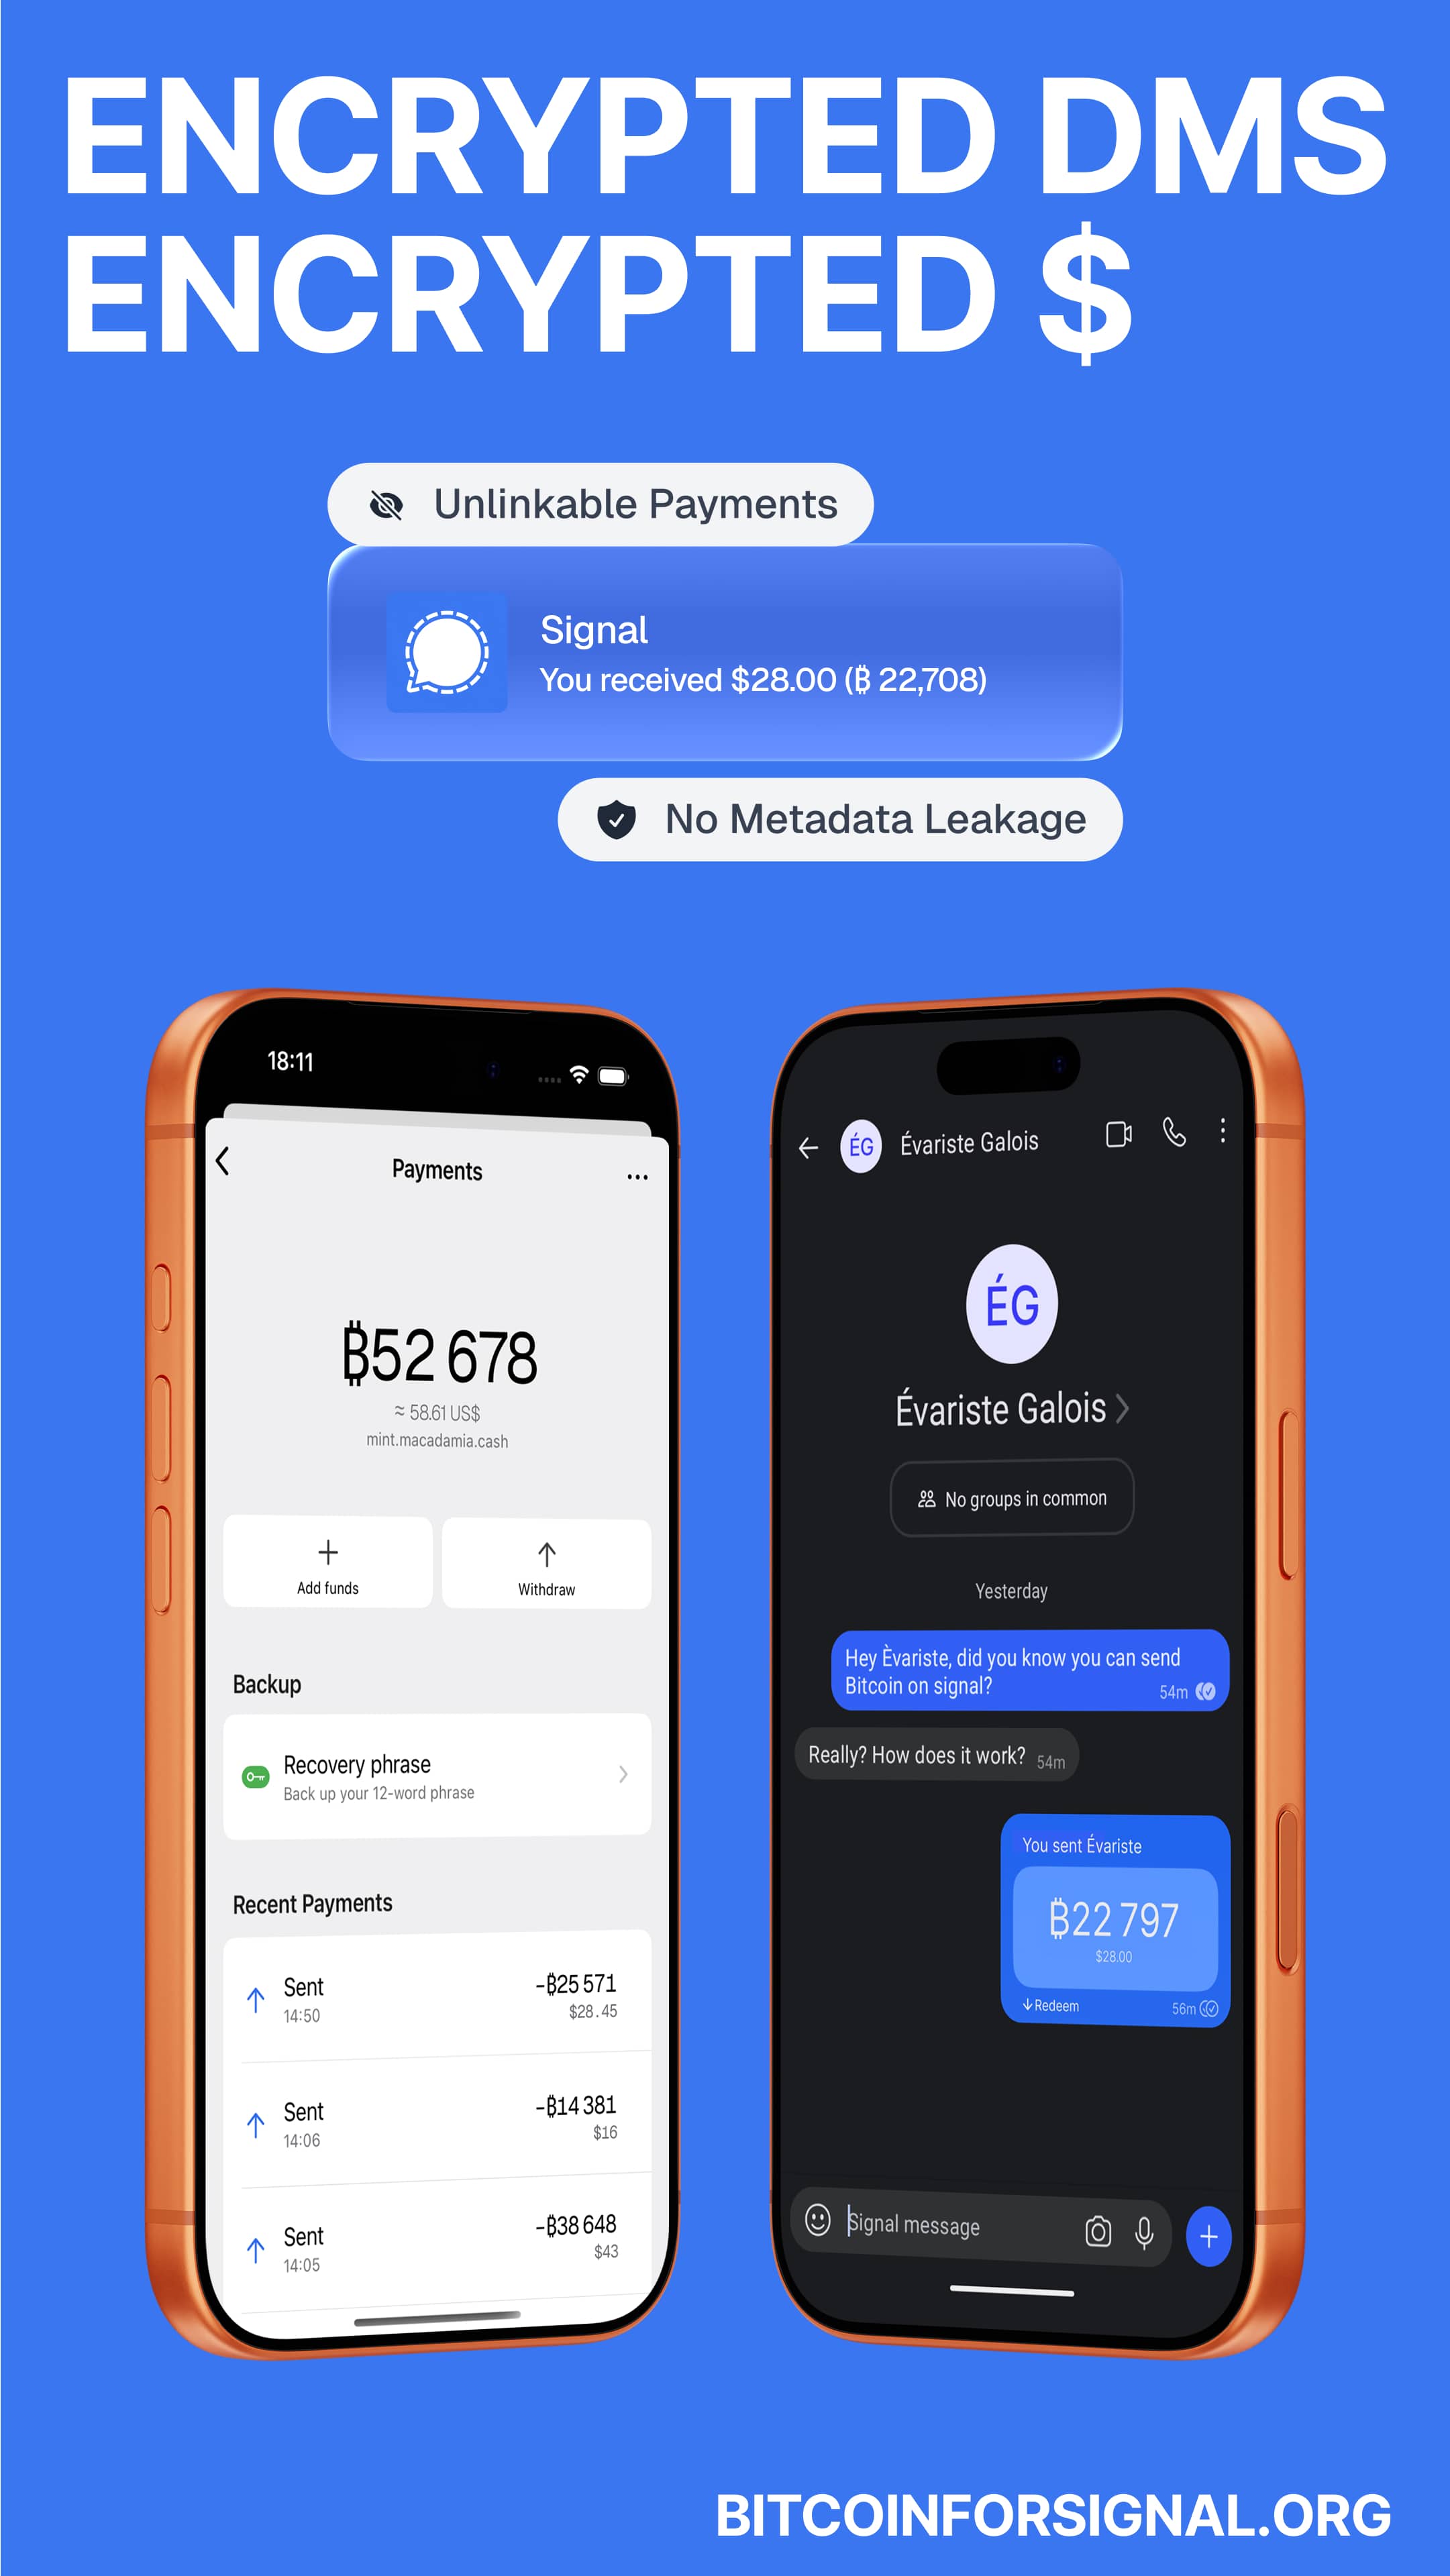 ENCRYPTED DMS
ENCRYPTED $
Unlinkable Payments
Signal
You received $28.00 (₿ 22,708)
No Metadata Leakage
18:11
Payments
₿52 678
≈ 58.61 US$
mint.macadamia.cash
Add funds
Withdraw
Backup
Recovery phrase
Back up your 12-word phrase
Recent Payments
Sent
-₿25 571
14:50
$28.45
Sent
-₿14 381
14:06
$16
Sent
-₿38 648
14:05
$43
ÉG
Évariste Galois
ÉG
Évariste Galois
No groups in common
Yesterday
Hey Èvariste, did you know you can send
Bitcoin on signal?
54m
Really? How does it work?
54m
You sent Évariste
₿22 797
$28.00
Redeem
56m
Signal message
BITCOINFORSIGNAL.ORG